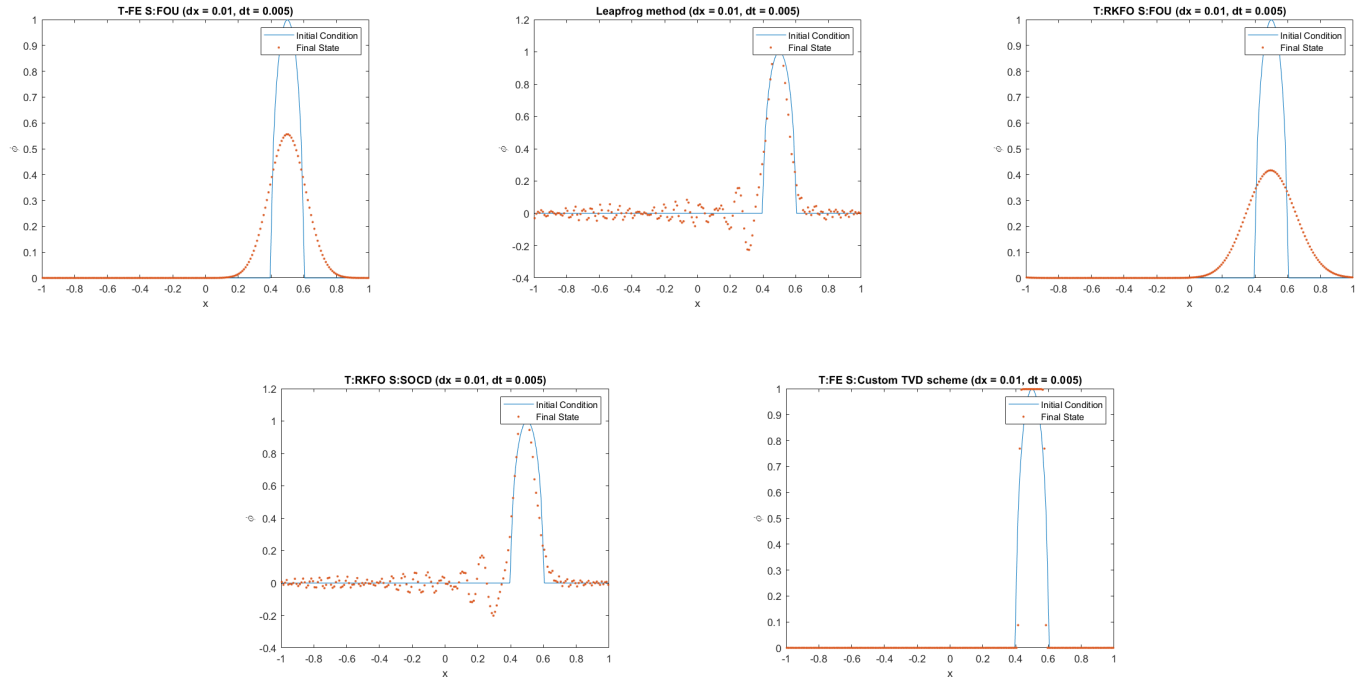 T-FE S:FOU (dx = 0.01, dt = 0.005)
1
0.9
0.8
0.7
0.6
0.5
0.4
0.3
0.2
0.1
0
ϕ
Initial Condition
Final State
-1 -0.8 -0.6 -0.4 -0.2 0 0.2 0.4 0.6 0.8 1
x
Leapfrog method (dx = 0.01, dt = 0.005)
1.2
1
0.8
0.6
0.4
0.2
0
-0.2
-0.4
ϕ
Initial Condition
Final State
-1 -0.8 -0.6 -0.4 -0.2 0 0.2 0.4 0.6 0.8 1
x
T:RKFO S:FOU (dx = 0.01, dt = 0.005)
1
0.9
0.8
0.7
0.6
0.5
0.4
0.3
0.2
0.1
0
ϕ
Initial Condition
Final State
-1 -0.8 -0.6 -0.4 -0.2 0 0.2 0.4 0.6 0.8 1
x
T:RKFO S:SOCD (dx = 0.01, dt = 0.005)
1.2
1
0.8
0.6
0.4
0.2
0
-0.2
-0.4
ϕ
Initial Condition
Final State
-1 -0.8 -0.6 -0.4 -0.2 0 0.2 0.4 0.6 0.8 1
x
T:FE S:Custom TVD scheme (dx = 0.01, dt = 0.005)
1
0.9
0.8
0.7
0.6
0.5
0.4
0.3
0.2
0.1
0
ϕ
Initial Condition
Final State
-1 -0.8 -0.6 -0.4 -0.2 0 0.2 0.4 0.6 0.8 1
x